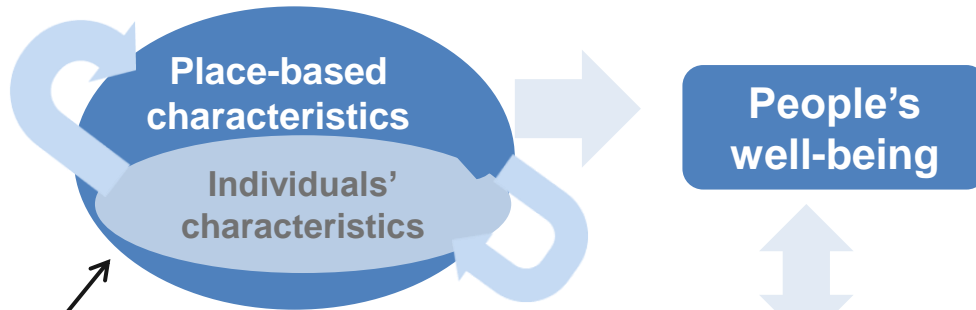 Place-based
characteristics
Individuals’
characteristics
People’s
well-being